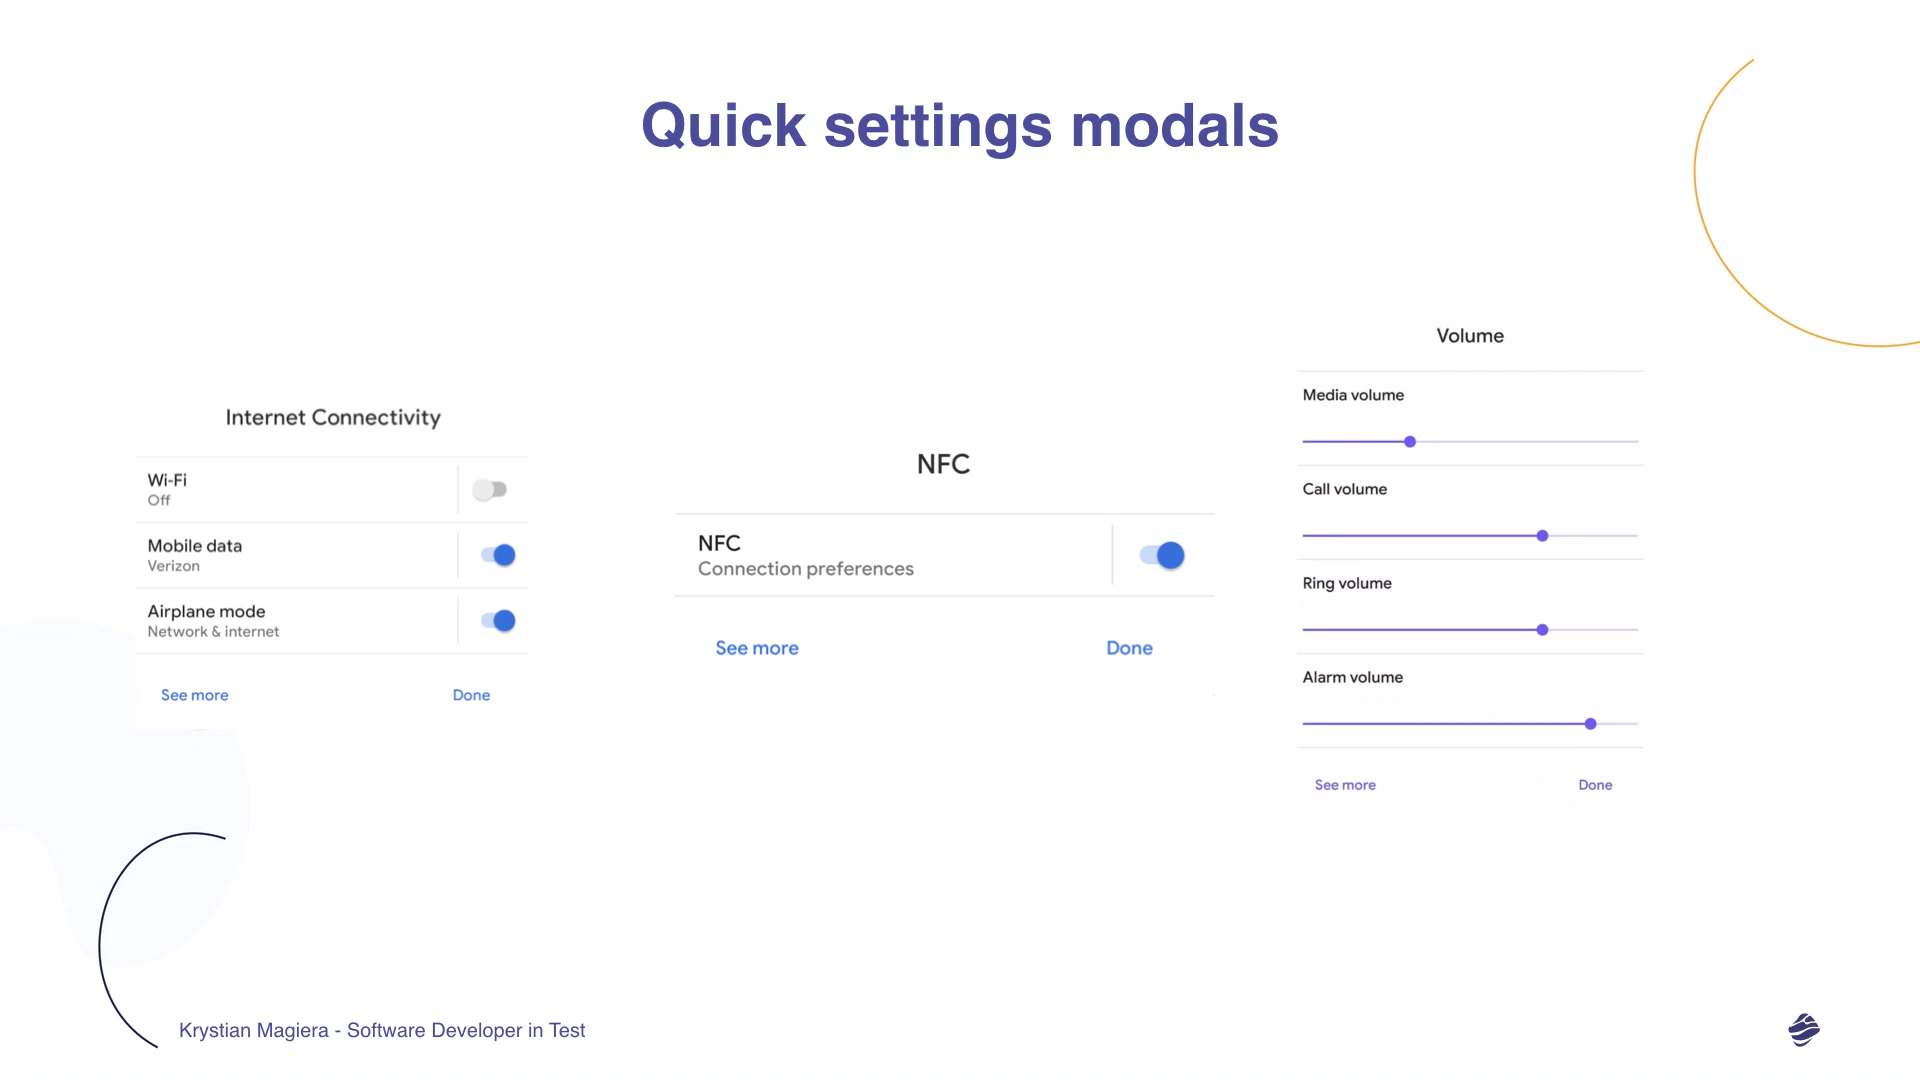 Quick settings modals
Internet Connectivity
Wi-Fi
Off
Mobile data
Verizon
Airplane mode
Network & internet
See more Done
NFC
NFC
Connection preferences
See more Done
Volume
Media volume
Call volume
Ring volume
Alarm volume
See more Done
Krystian Magiera - Software Developer in Test